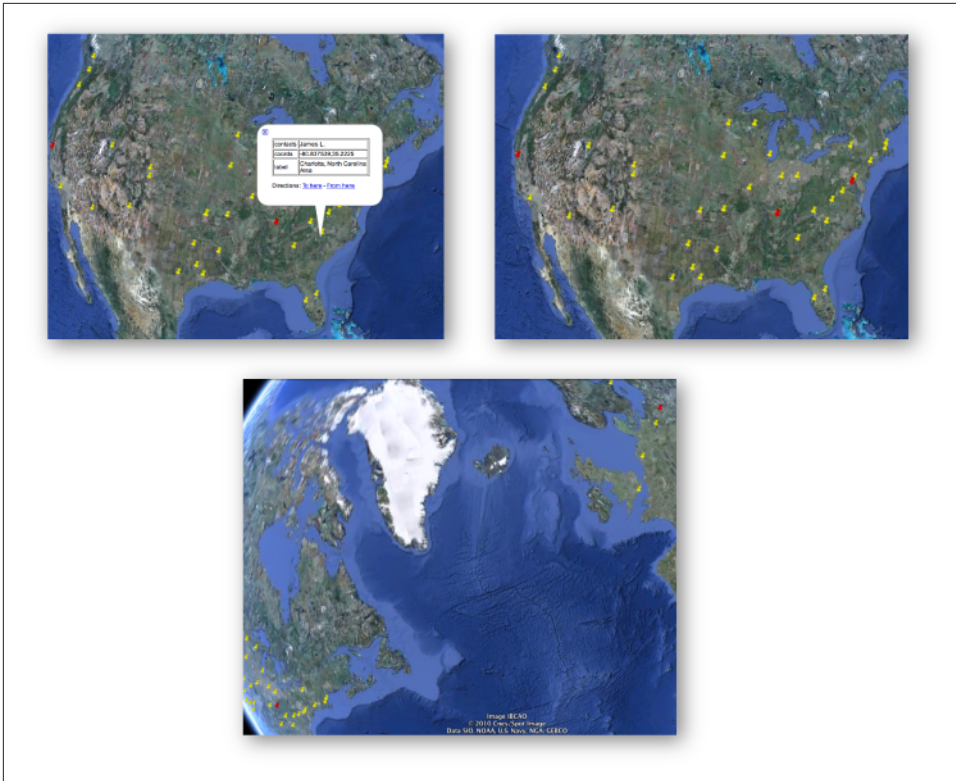 contacts James L.
coords -80.837539,35.2225
label Charlotte, North Carolina Area
Directions: To here - From here
Image IBCAO
© 2010 Cnes/Spot Image
Data SIO, NOAA, U.S. Navy, NGA, GEBCO